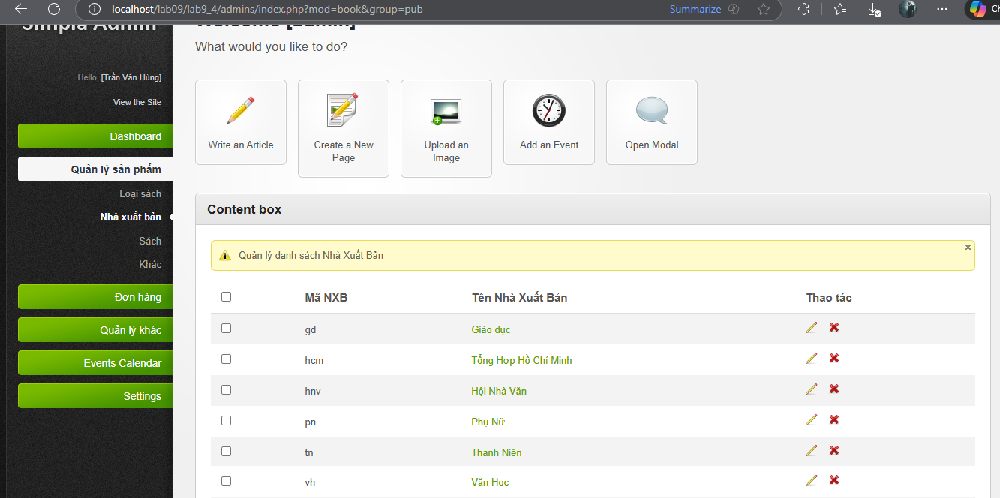 localhost/lab09/lab9_4/admins/index.php?mod=book&group=pub
Summarize
Simpla Admin
Welcome [admin]
What would you like to do?
Hello, [Trần Văn Hùng]
View the Site
Dashboard
Quản lý sản phẩm
Loại sách
Nhà xuất bản
Sách
Khác
Đơn hàng
Quản lý khác
Events Calendar
Settings
Write an Article
Create a New
Page
Upload an
Image
Add an Event
Open Modal
Content box
Quản lý danh sách Nhà Xuất Bản
Mã NXB Tên Nhà Xuất Bản Thao tác
gd Giáo dục
hcm Tổng Hợp Hồ Chí Minh
hnv Hội Nhà Văn
pn Phụ Nữ
tn Thanh Niên
vh Văn Học